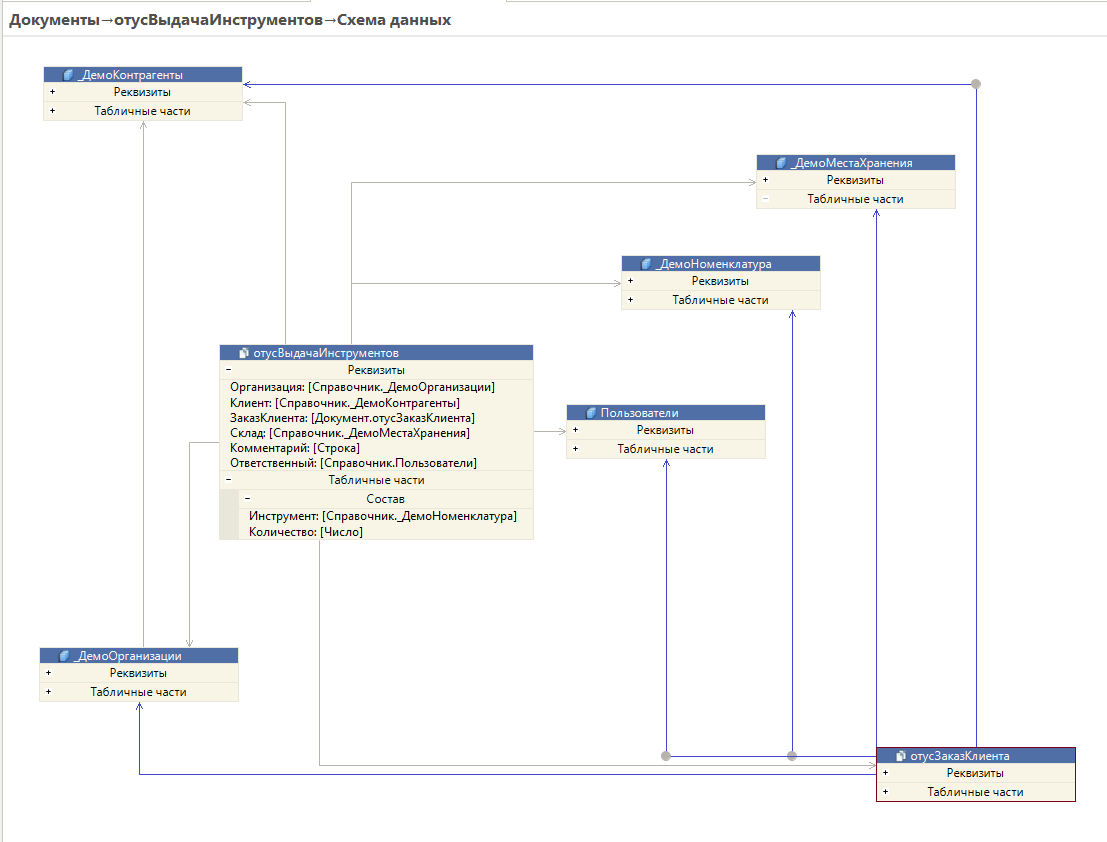 Документы→отусВыдачаИнструментов→Схема данных
_ДемоКонтрагенты
+ Реквизиты
+ Табличные части
_ДемоМестаХранения
+ Реквизиты
− Табличные части
_ДемоНоменклатура
+ Реквизиты
+ Табличные части
отусВыдачаИнструментов
− Реквизиты
Организация: [Справочник._ДемоОрганизации]
Клиент: [Справочник._ДемоКонтрагенты]
ЗаказКлиента: [Документ.отусЗаказКлиента]
Склад: [Справочник._ДемоМестаХранения]
Комментарий: [Строка]
Ответственный: [Справочник.Пользователи]
− Табличные части
− Состав
Инструмент: [Справочник._ДемоНоменклатура]
Количество: [Число]
Пользователи
+ Реквизиты
+ Табличные части
_ДемоОрганизации
+ Реквизиты
+ Табличные части
отусЗаказКлиента
+ Реквизиты
+ Табличные части